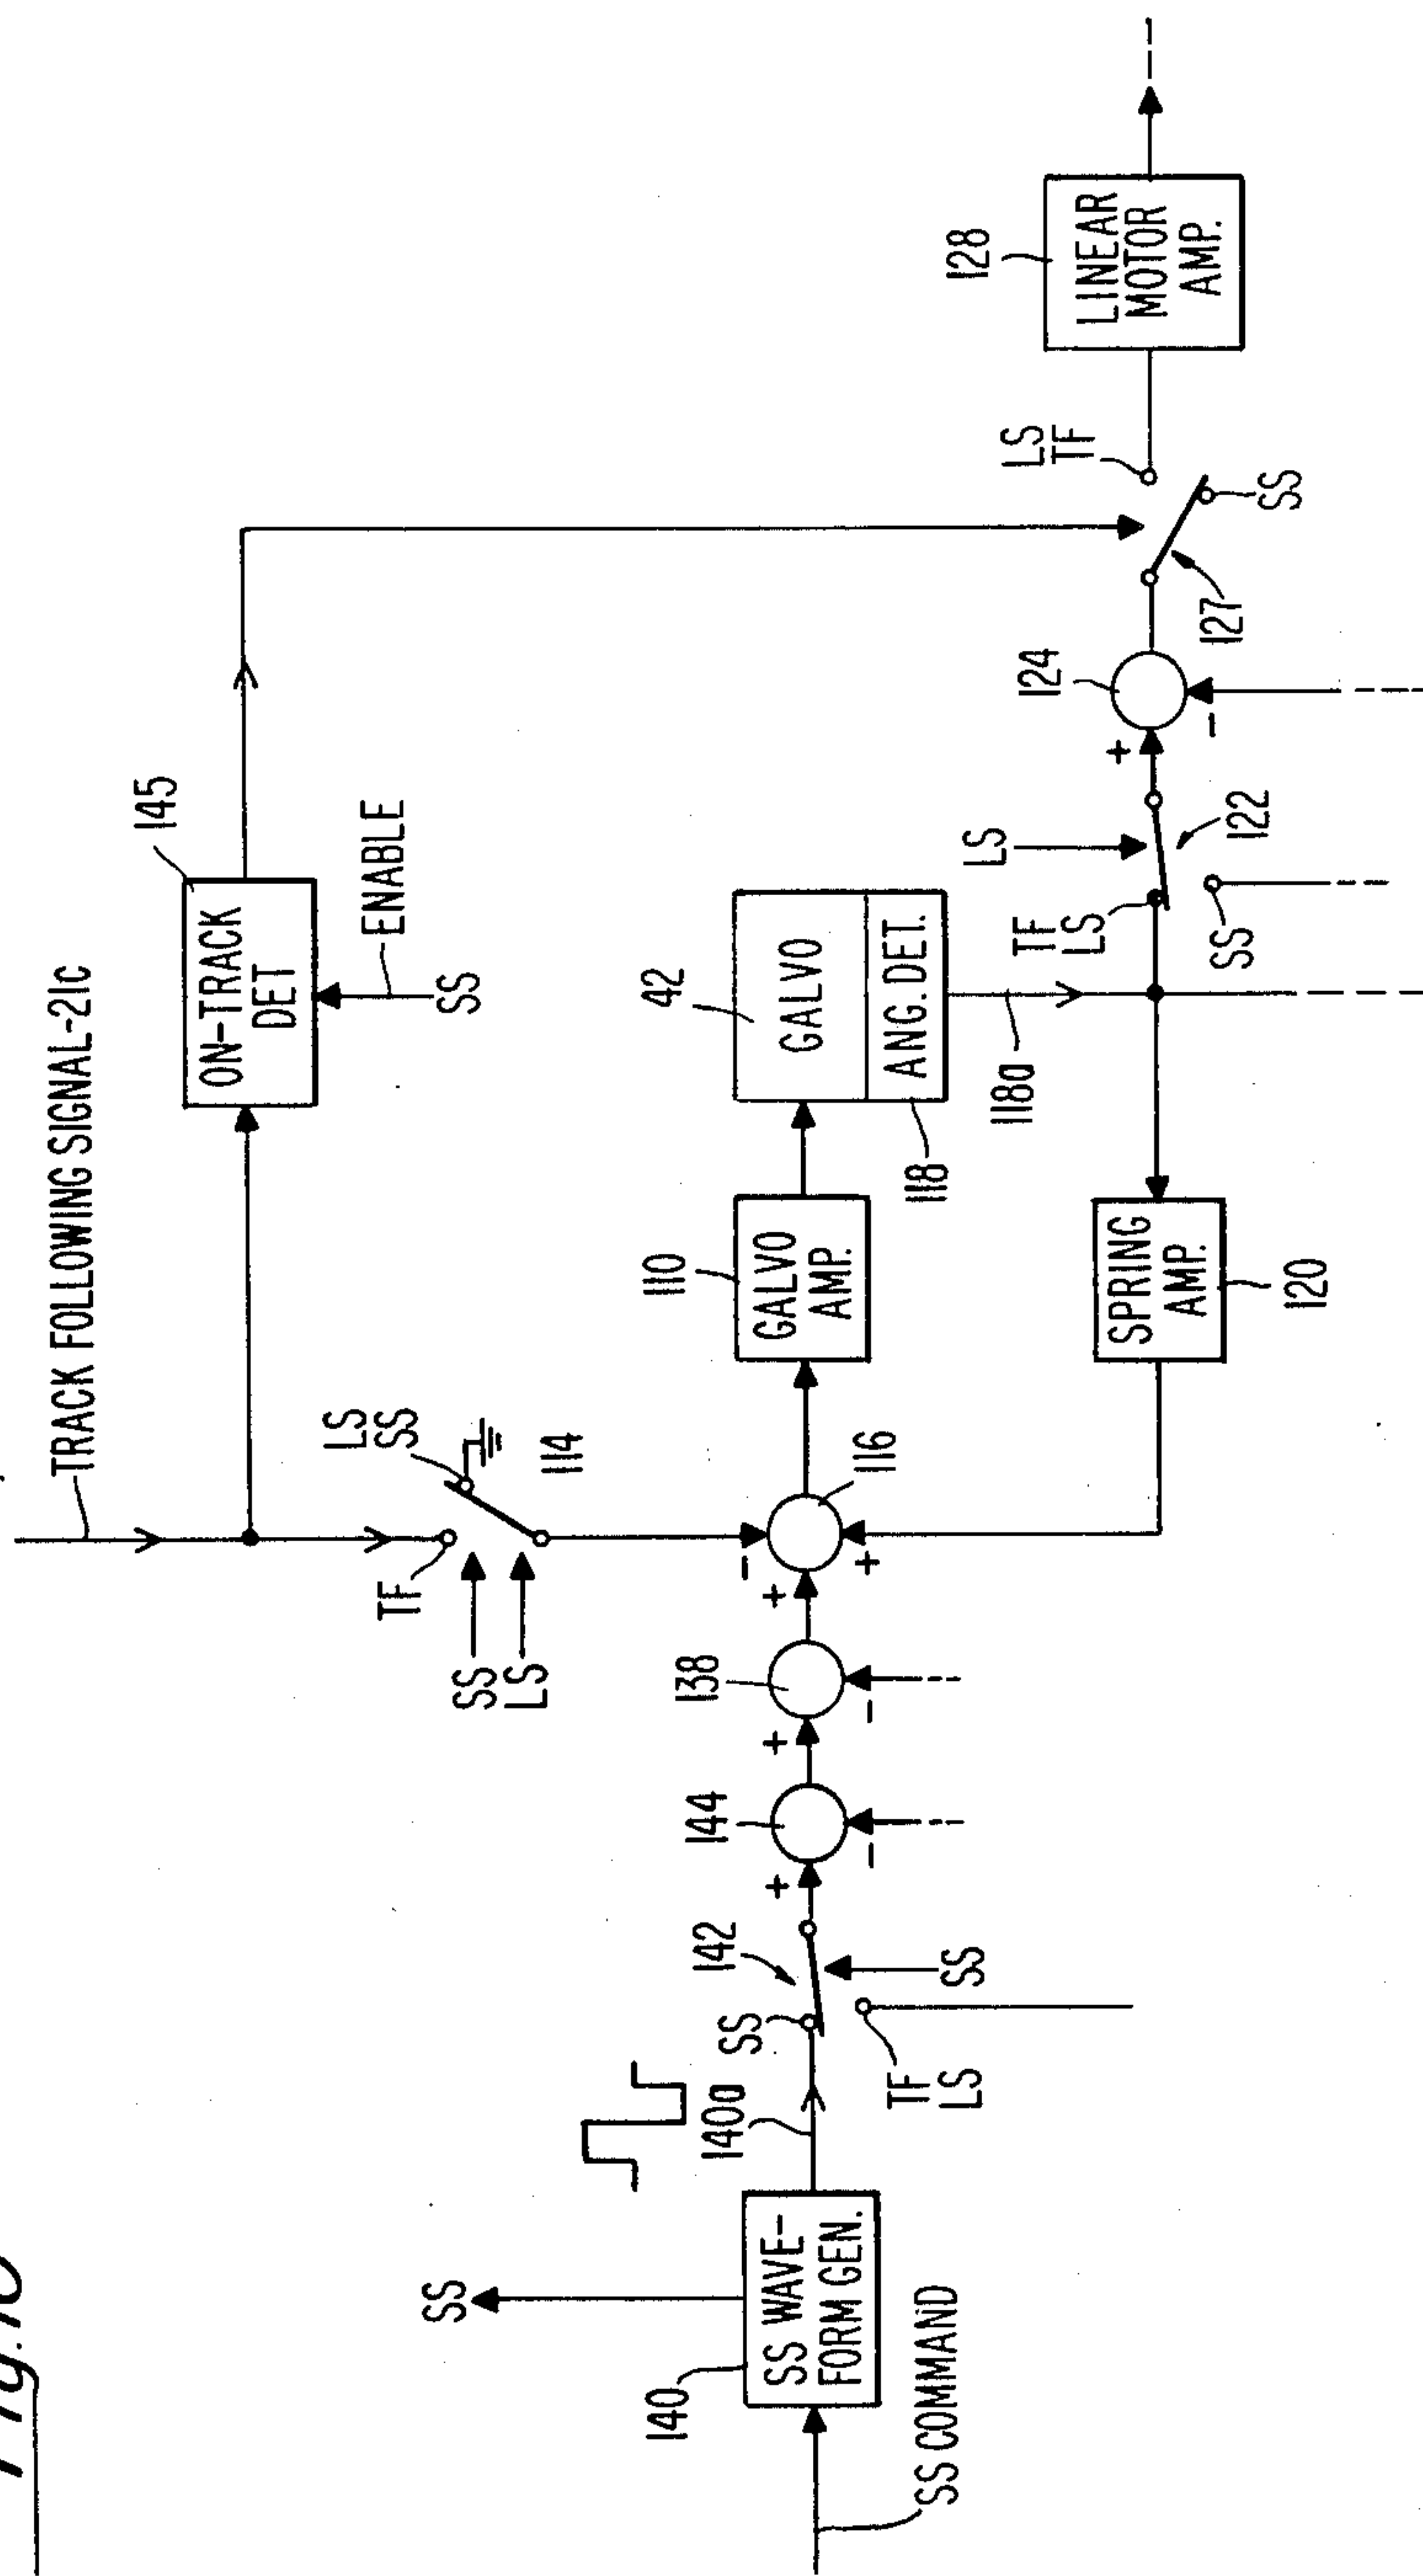 Fig.10
TRACK FOLLOWING SIGNAL-21c
145
ON-TRACK
DET
ENABLE
SS
TF
LS
SS
114
SS
LS
SS
140
SS WAVE-
FORM GEN.
SS COMMAND
140a
SS
142
SS
TF
LS
+
144
-
+
138
-
+
-
+
116
110
GALVO
AMP.
42
GALVO
ANG. DET.
118
118a
SPRING
AMP.
120
LS
TF
LS
122
SS
+
124
-
127
LS
TF
SS
128
LINEAR
MOTOR
AMP.